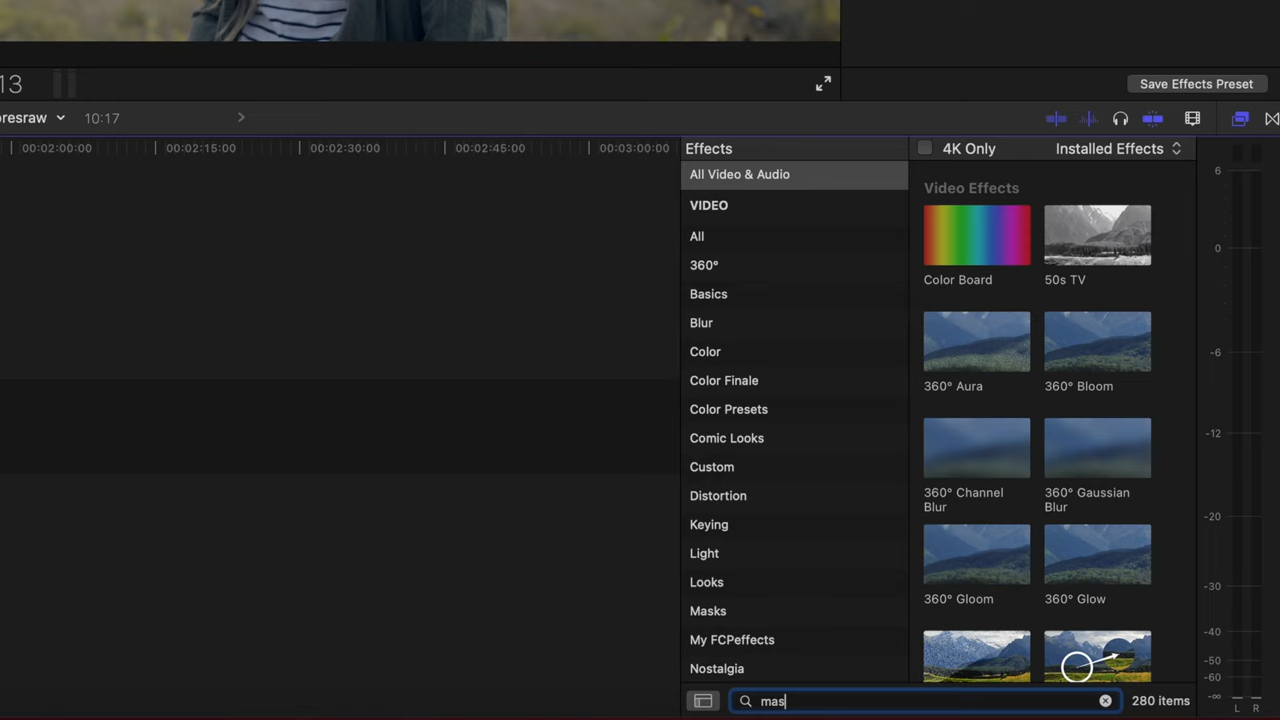 13
Save Effects Preset
oresraw
10:17
00:02:00:00
00:02:15:00
00:02:30:00
00:02:45:00
00:03:00:00
Effects
4K Only
Installed Effects
All Video & Audio
VIDEO
All
360°
Basics
Blur
Color
Color Finale
Color Presets
Comic Looks
Custom
Distortion
Keying
Light
Looks
Masks
My FCPeffects
Nostalgia
Video Effects
Color Board
50s TV
360° Aura
360° Bloom
360° Channel
Blur
360° Gaussian
Blur
360° Gloom
360° Glow
mas
280 items
6
0
-6
-12
-20
-30
-40
-50
-60
-∞
L
R